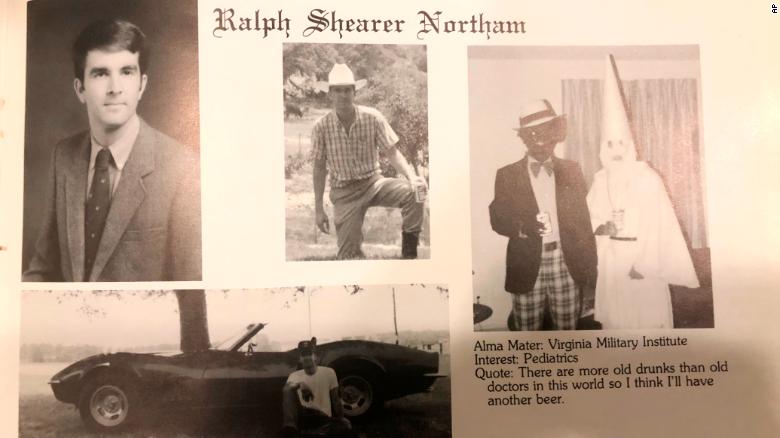 Ralph Shearer Northam
Alma Mater: Virginia Military Institute
Interest: Pediatrics
Quote: There are more old drunks than old
doctors in this world so I think I'll have
another beer.
AP